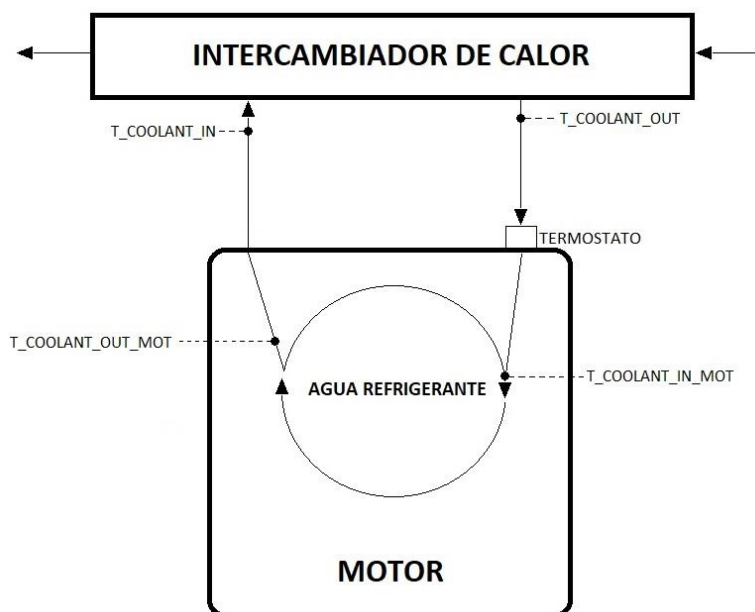 INTERCAMBIADOR DE CALOR
T_COOLANT_IN
T_COOLANT_OUT
TERMOSTATO
T_COOLANT_OUT_MOT
T_COOLANT_IN_MOT
AGUA REFRIGERANTE
MOTOR